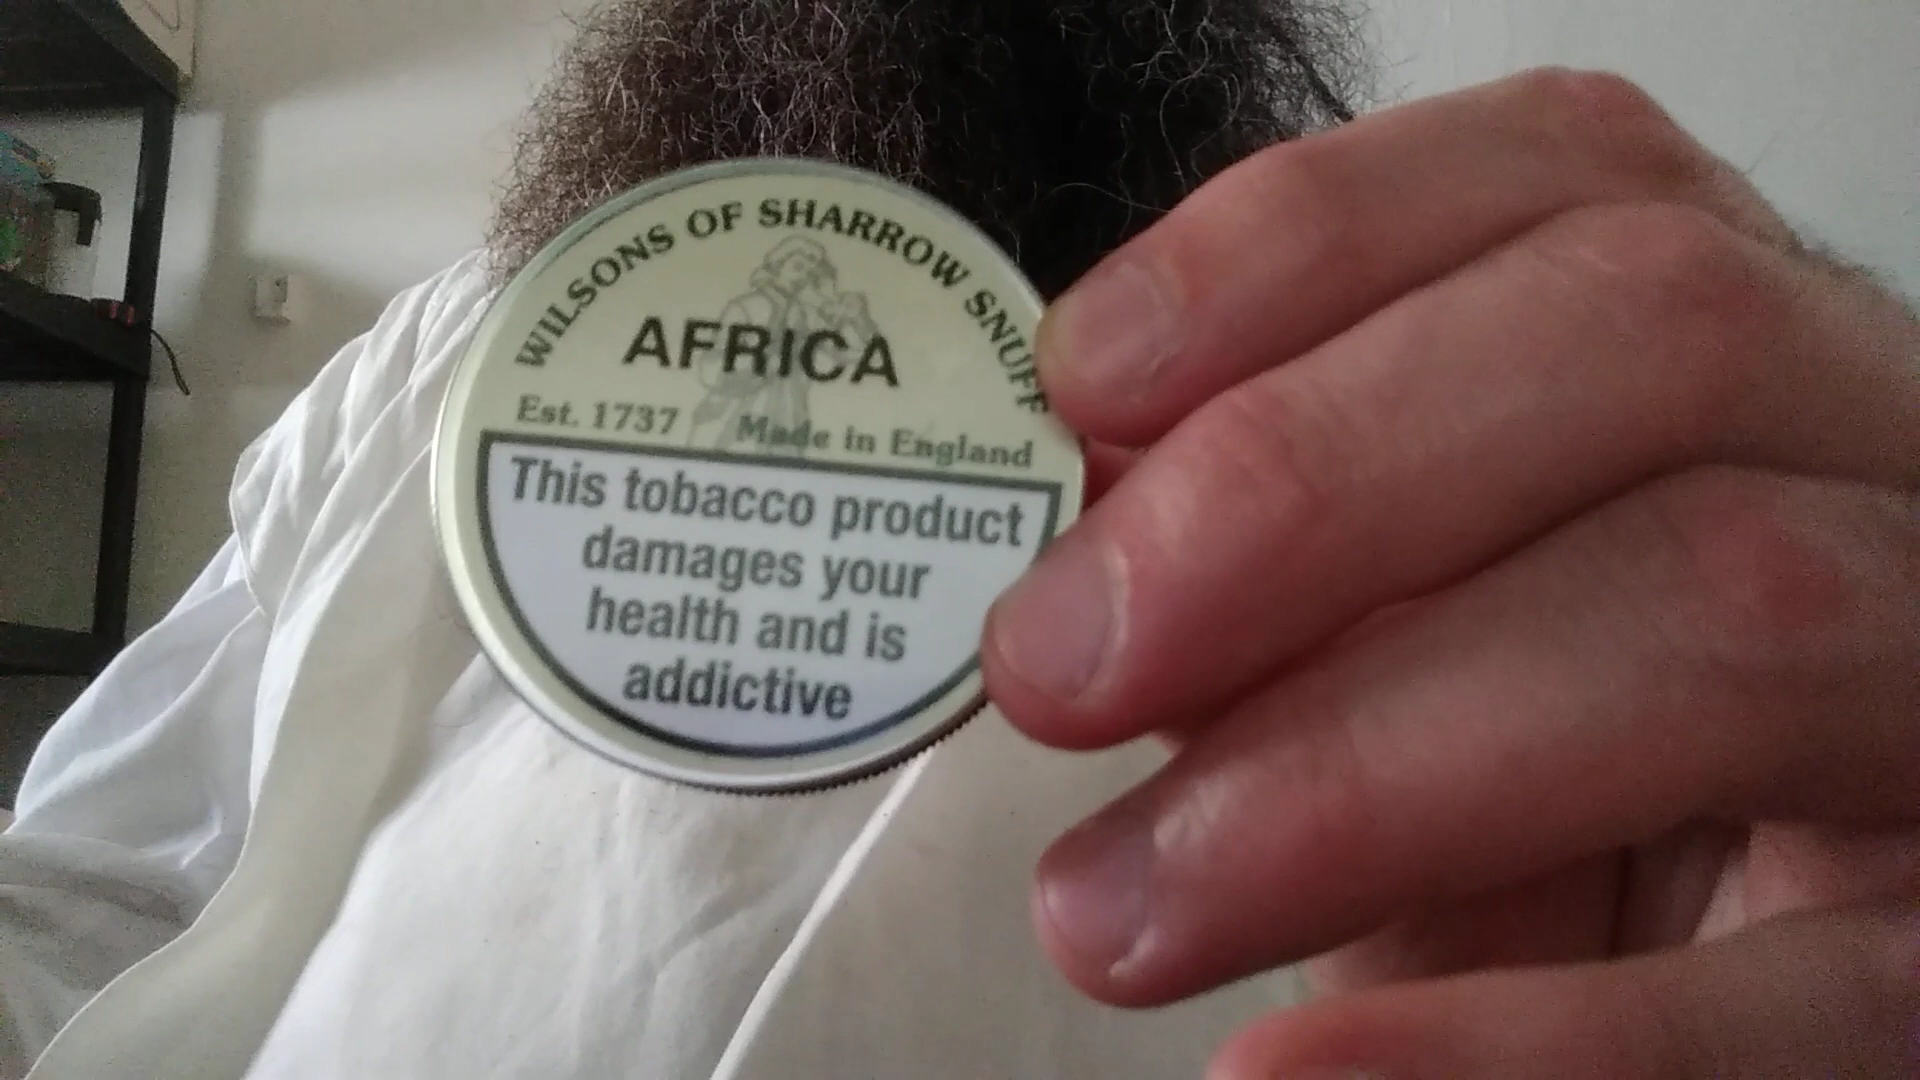 WILSONS OF SHARROW SNUFF
AFRICA
Est. 1737 Made in England
This tobacco product
damages your
health and is
addictive